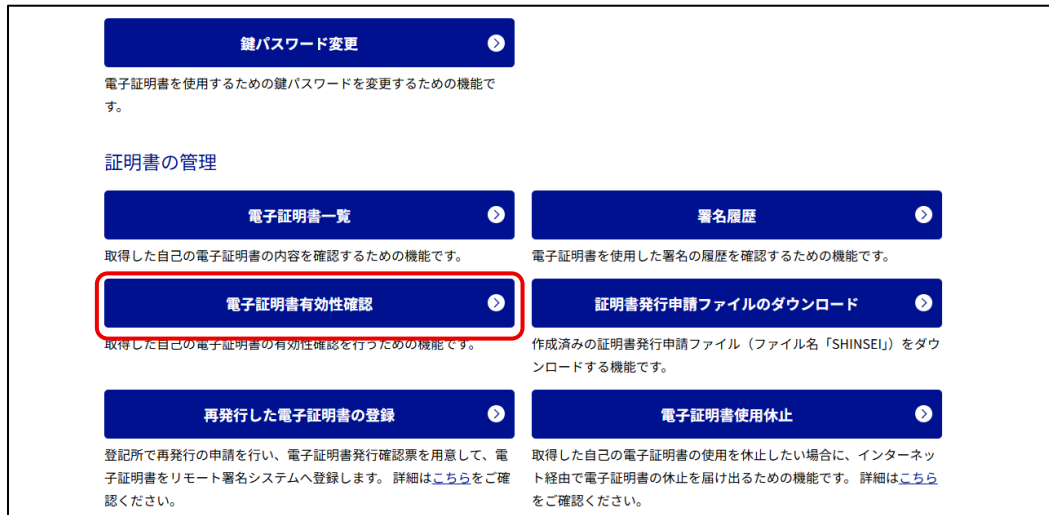 鍵パスワード変更
電子証明書を使用するための鍵パスワードを変更するための機能で
す。
証明書の管理
電子証明書一覧
取得した自己の電子証明書の内容を確認するための機能です。
署名履歴
電子証明書を使用した署名の履歴を確認するための機能です。
電子証明書有効性確認
取得した自己の電子証明書の有効性確認を行うための機能です。
証明書発行申請ファイルのダウンロード
作成済みの証明書発行申請ファイル（ファイル名「SHINSEI」）をダウ
ンロードする機能です。
再発行した電子証明書の登録
登記所で再発行の申請を行い、電子証明書発行確認票を用意して、電
子証明書をリモート署名システムへ登録します。 詳細はこちらをご確
認ください。
電子証明書使用休止
取得した自己の電子証明書の使用を休止したい場合に、インターネッ
ト経由で電子証明書の休止を届け出るための機能です。 詳細はこちら
をご確認ください。